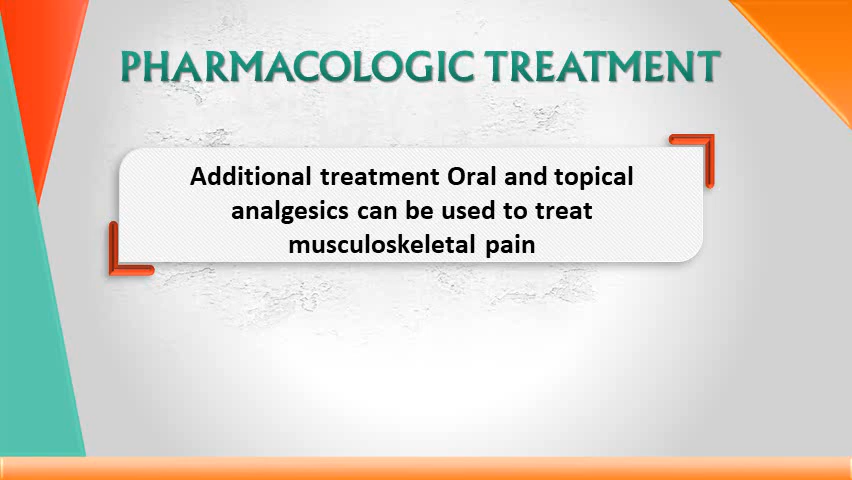 PHARMACOLOGIC TREATMENT
Additional treatment Oral and topical
analgesics can be used to treat
musculoskeletal pain